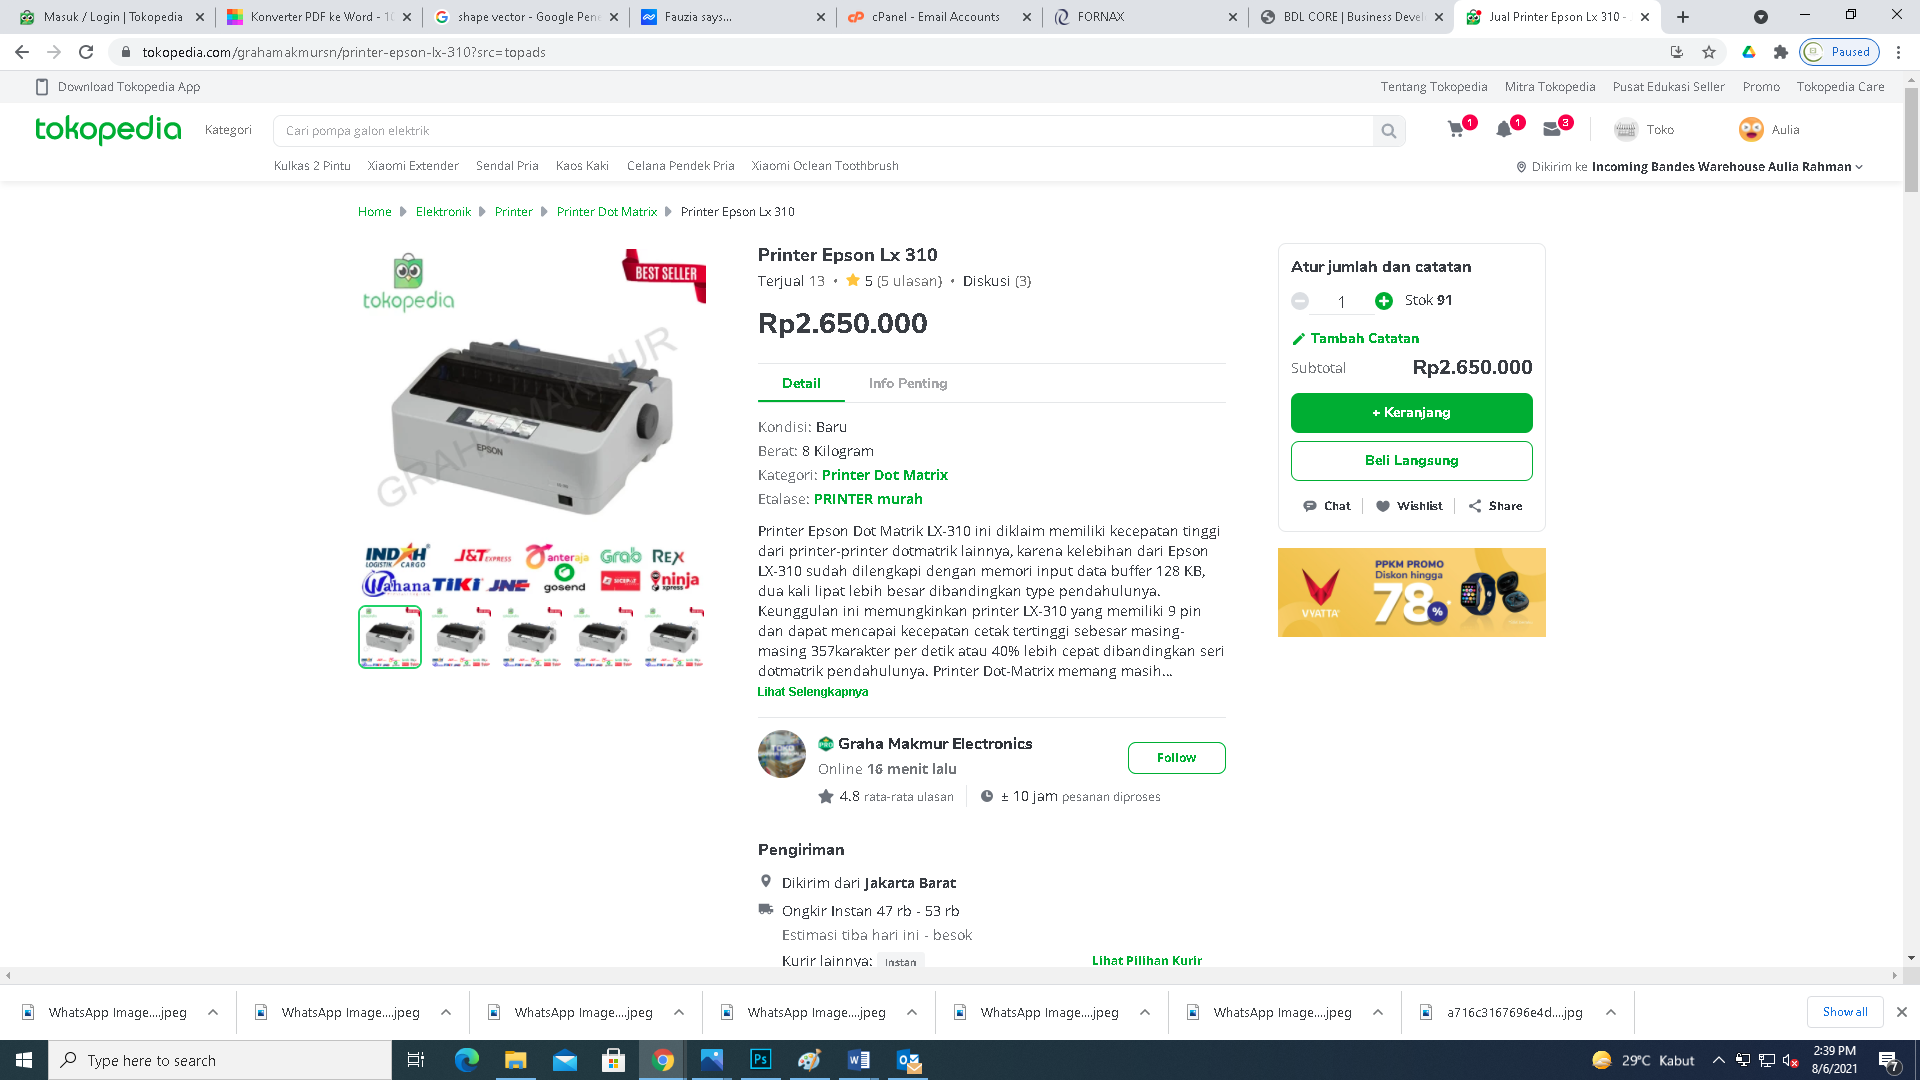 Masuk / Login | Tokopedia
Konverter PDF ke Word - 10
shape vector - Google Pen
Fauzia says...
cPanel - Email Accounts
FORNAX
BDL CORE | Business Devel
Jual Printer Epson Lx 310 -
tokopedia.com/grahamakmursn/printer-epson-lx-310?src=topads
Paused
Download Tokopedia App
Tentang Tokopedia Mitra Tokopedia Pusat Edukasi Seller Promo Tokopedia Care
tokopedia
Kategori
Cari pompa galon elektrik
1
1
3
Toko
Aulia
Kulkas 2 Pintu Xiaomi Extender Sendal Pria Kaos Kaki Celana Pendek Pria Xiaomi Oclean Toothbrush
Dikirim ke Incoming Bandes Warehouse Aulia Rahman
Home Elektronik Printer Printer Dot Matrix Printer Epson Lx 310
tokopedia
BEST SELLER
GRAHA MAKMUR
EPSON
INDAH LOGISTIK CARGO J&T EXPRESS anteraja Grab REX
Wahana TIKI JNE gosend SICEPAT ninja xpress
Printer Epson Lx 310
Terjual 13 • 5 (5 ulasan) • Diskusi (3)
Rp2.650.000
Detail Info Penting
Kondisi: Baru
Berat: 8 Kilogram
Kategori: Printer Dot Matrix
Etalase: PRINTER murah
Printer Epson Dot Matrik LX-310 ini diklaim memiliki kecepatan tinggi
dari printer-printer dotmatrik lainnya, karena kelebihan dari Epson
LX-310 sudah dilengkapi dengan memori input data buffer 128 KB,
dua kali lipat lebih besar dibandingkan type pendahulunya.
Keunggulan ini memungkinkan printer LX-310 yang memiliki 9 pin
dan dapat mencapai kecepatan cetak tertinggi sebesar masing-
masing 357karakter per detik atau 40% lebih cepat dibandingkan seri
dotmatrik pendahulunya. Printer Dot-Matrix memang masih...
Lihat Selengkapnya
PRO Graha Makmur Electronics
Online 16 menit lalu
Follow
4.8 rata-rata ulasan ± 10 jam pesanan diproses
Pengiriman
Dikirim dari Jakarta Barat
Ongkir Instan 47 rb - 53 rb
Estimasi tiba hari ini - besok
Kurir lainnya: Instan
Lihat Pilihan Kurir
Atur jumlah dan catatan
1 Stok 91
Tambah Catatan
Subtotal Rp2.650.000
+ Keranjang
Beli Langsung
Chat Wishlist Share
VYATTA
PPKM PROMO
Diskon hingga
78%
WhatsApp Image....jpeg
WhatsApp Image....jpeg
WhatsApp Image....jpeg
WhatsApp Image....jpeg
WhatsApp Image....jpeg
WhatsApp Image....jpeg
a716c3167696e4d....jpg
Show all
Type here to search
Ps
29°C Kabut
2:39 PM
8/6/2021
7